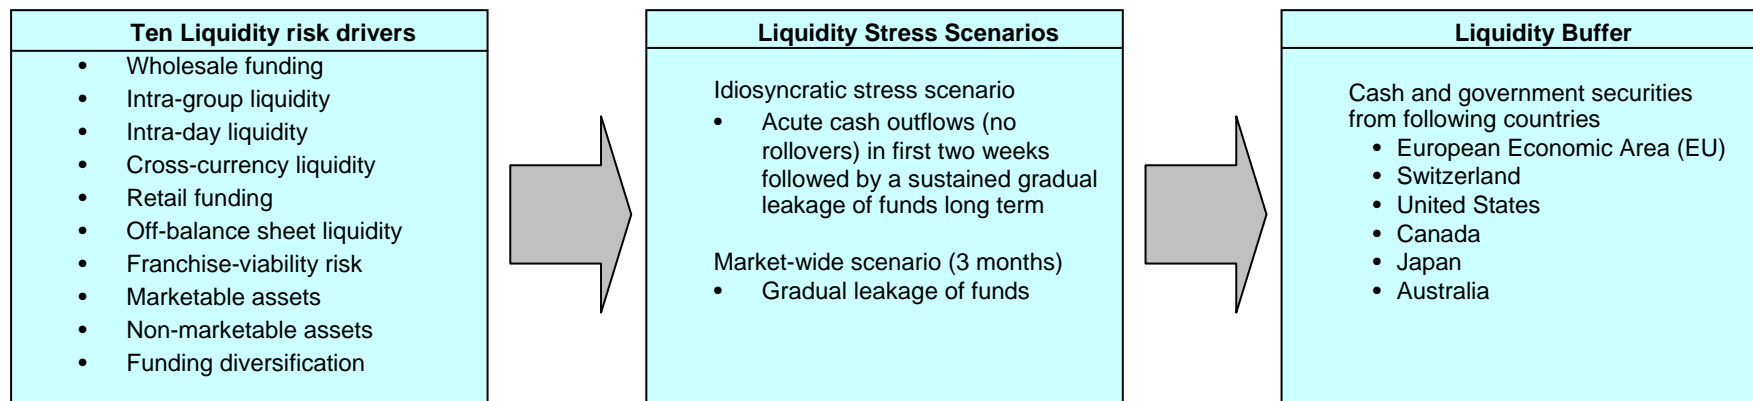 Ten Liquidity risk drivers
• Wholesale funding
• Intra-group liquidity
• Intra-day liquidity
• Cross-currency liquidity
• Retail funding
• Off-balance sheet liquidity
• Franchise-viability risk
• Marketable assets
• Non-marketable assets
• Funding diversification
Liquidity Stress Scenarios
Idiosyncratic stress scenario
• Acute cash outflows (no
rollovers) in first two weeks
followed by a sustained gradual
leakage of funds long term
Market-wide scenario (3 months)
• Gradual leakage of funds
Liquidity Buffer
Cash and government securities
from following countries
• European Economic Area (EU)
• Switzerland
• United States
• Canada
• Japan
• Australia